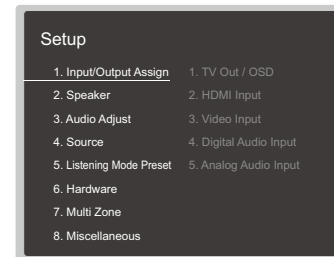 Setup
1. Input/Output Assign
2. Speaker
3. Audio Adjust
4. Source
5. Listening Mode Preset
6. Hardware
7. Multi Zone
8. Miscellaneous
1. TV Out / OSD
2. HDMI Input
3. Video Input
4. Digital Audio Input
5. Analog Audio Input